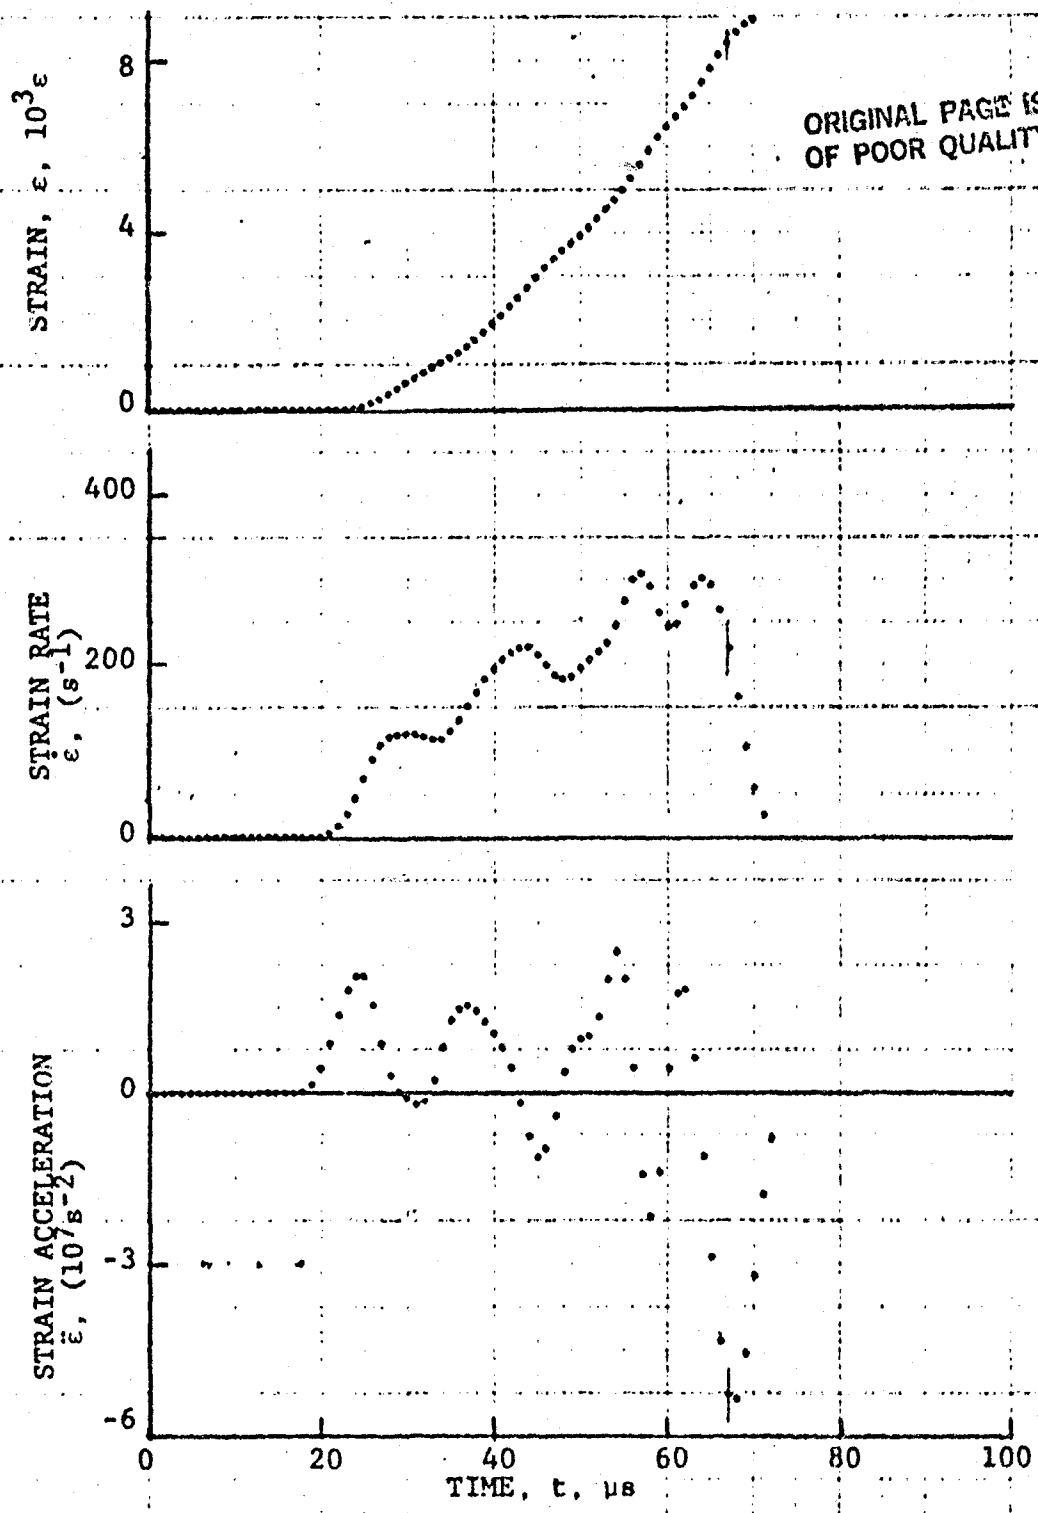 ORIGINAL PAGE IS
OF POOR QUALITY
STRAIN, ε, 10³ε
8
4
0
STRAIN RATE
ε̇, (s⁻¹)
400
200
0
STRAIN ACCELERATION
ε̈, (10⁷s⁻²)
3
0
-3
-6
0 20 40 60 80 100
TIME, t, μs